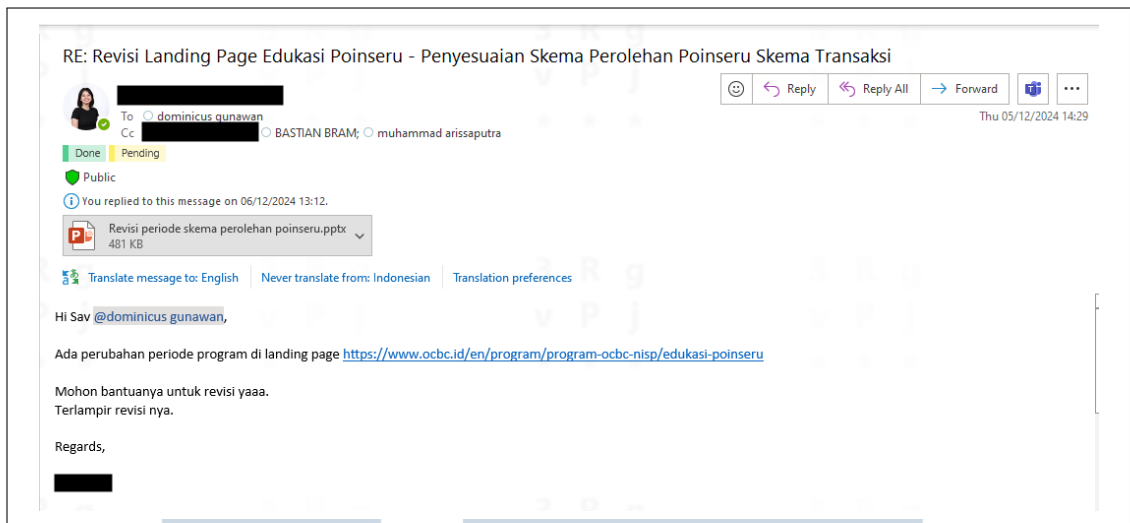 RE: Revisi Landing Page Edukasi Poinseru - Penyesuaian Skema Perolehan Poinseru Skema Transaksi
Reply Reply All Forward ...
To dominicus gunawan
Thu 05/12/2024 14:29
Cc BASTIAN BRAM; muhammad arissaputra
Done Pending
Public
You replied to this message on 06/12/2024 13:12.
Revisi periode skema perolehan poinseru.pptx
481 KB
Translate message to: English Never translate from: Indonesian Translation preferences
Hi Sav @dominicus gunawan,
Ada perubahan periode program di landing page https://www.ocbc.id/en/program/program-ocbc-nisp/edukasi-poinseru
Mohon bantuanya untuk revisi yaaa.
Terlampir revisi nya.
Regards,